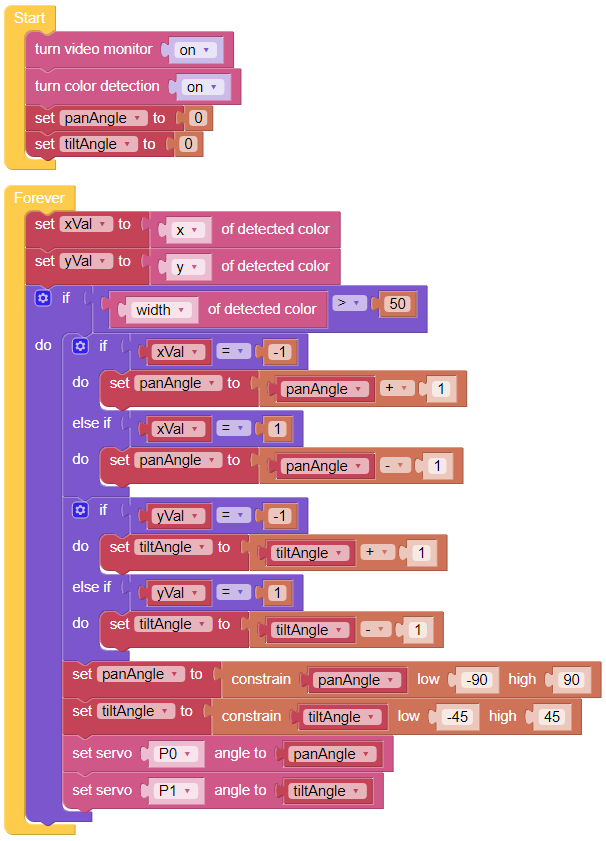 Start
turn video monitor on
turn color detection on
set panAngle to 0
set tiltAngle to 0
Forever
set xVal to x of detected color
set yVal to y of detected color
if width of detected color > 50
do if xVal = -1
do set panAngle to panAngle + 1
else if xVal = 1
do set panAngle to panAngle - 1
if yVal = -1
do set tiltAngle to tiltAngle + 1
else if yVal = 1
do set tiltAngle to tiltAngle - 1
set panAngle to constrain panAngle low -90 high 90
set tiltAngle to constrain tiltAngle low -45 high 45
set servo P0 angle to panAngle
set servo P1 angle to tiltAngle